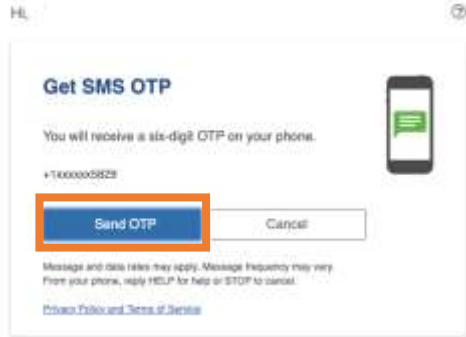 Hi,
Get SMS OTP
You will receive a six-digit OTP on your phone.
+1xxxxxx5829
Send OTP
Cancel
Message and data rates may apply. Message frequency may vary.
From your phone, reply HELP for help or STOP to cancel.
Privacy Policy and Terms of Service